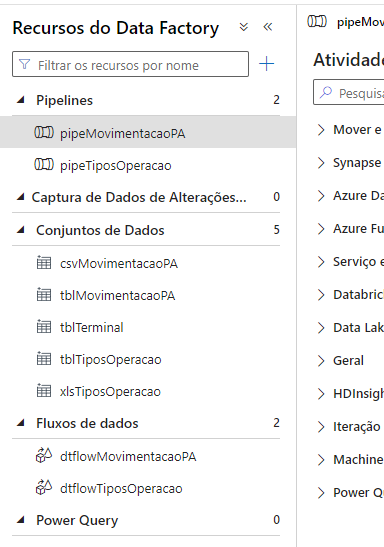 Recursos do Data Factory
Filtrar os recursos por nome
Pipelines 2
pipeMovimentacaoPA
pipeTiposOperacao
Captura de Dados de Alterações... 0
Conjuntos de Dados 5
csvMovimentacaoPA
tblMovimentacaoPA
tblTerminal
tblTiposOperacao
xlsTiposOperacao
Fluxos de dados 2
dtflowMovimentacaoPA
dtflowTiposOperacao
Power Query 0
pipeMov
Atividade
Pesquisa
Mover e
Synapse
Azure Da
Azure Fu
Serviço e
Databric
Data Lak
Geral
HDInsigh
Iteração
Machine
Power Q